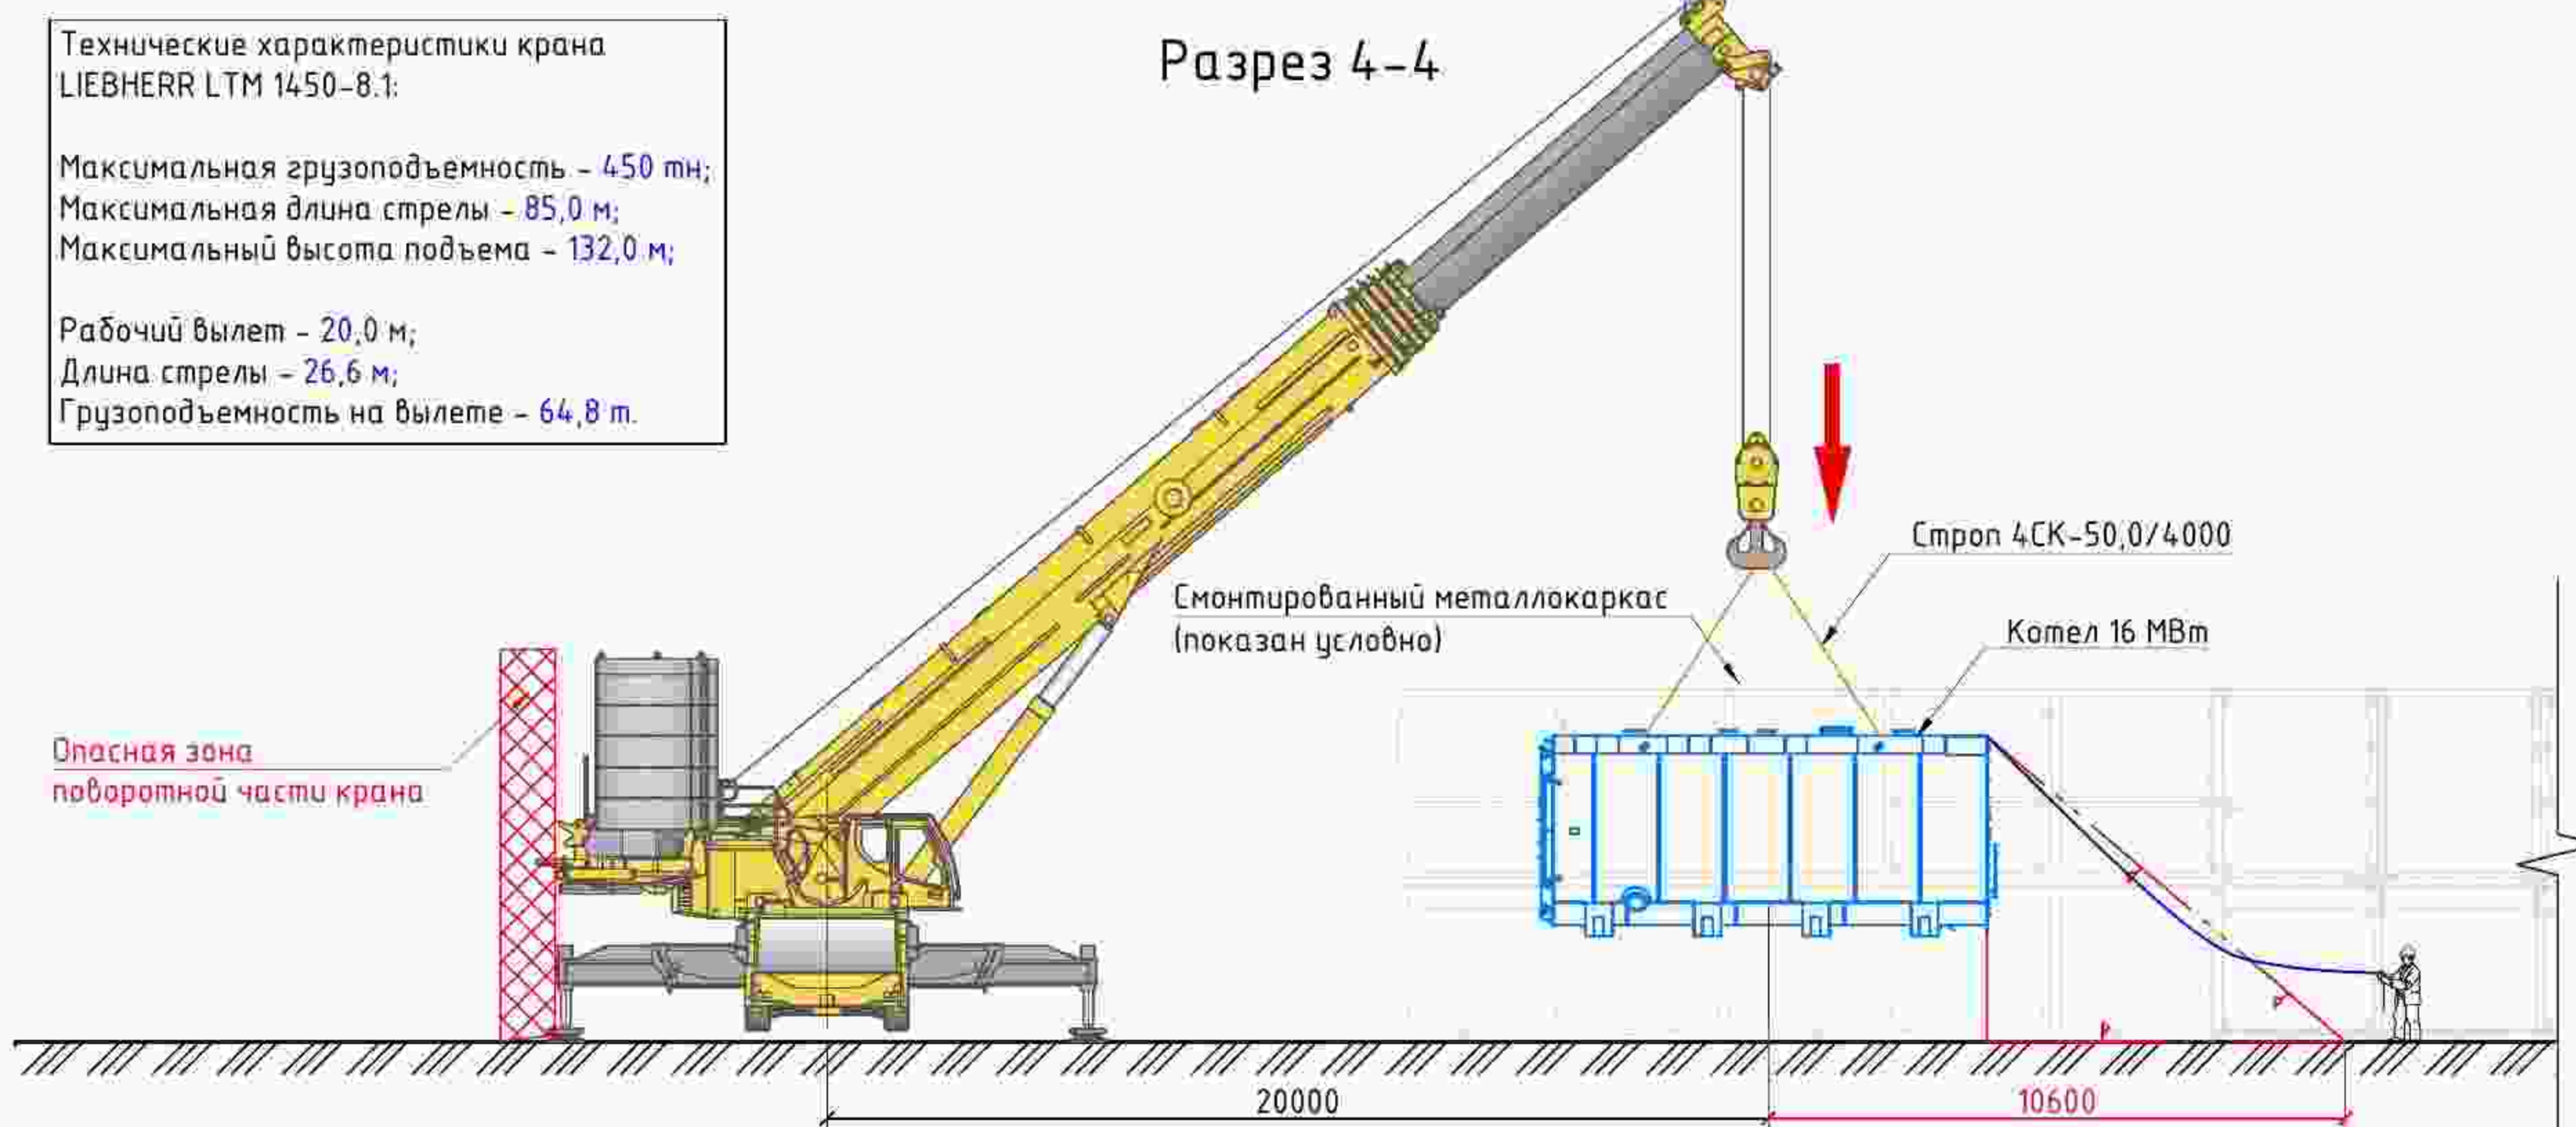 Технические характеристики крана
LIEBHERR LTM 1450-8.1:
Максимальная грузоподъемность - 450 тн;
Максимальная длина стрелы - 85,0 м;
Максимальный высота подъема - 132,0 м;
Рабочий вылет - 20,0 м;
Длина стрелы - 26,6 м;
Грузоподъемность на вылете - 64,8 т.
Разрез 4-4
Строп 4СК-50,0/4000
Смонтированный металлокаркас
(показан условно)
Котел 16 МВт
Опасная зона
поворотной части крана
20000
10600